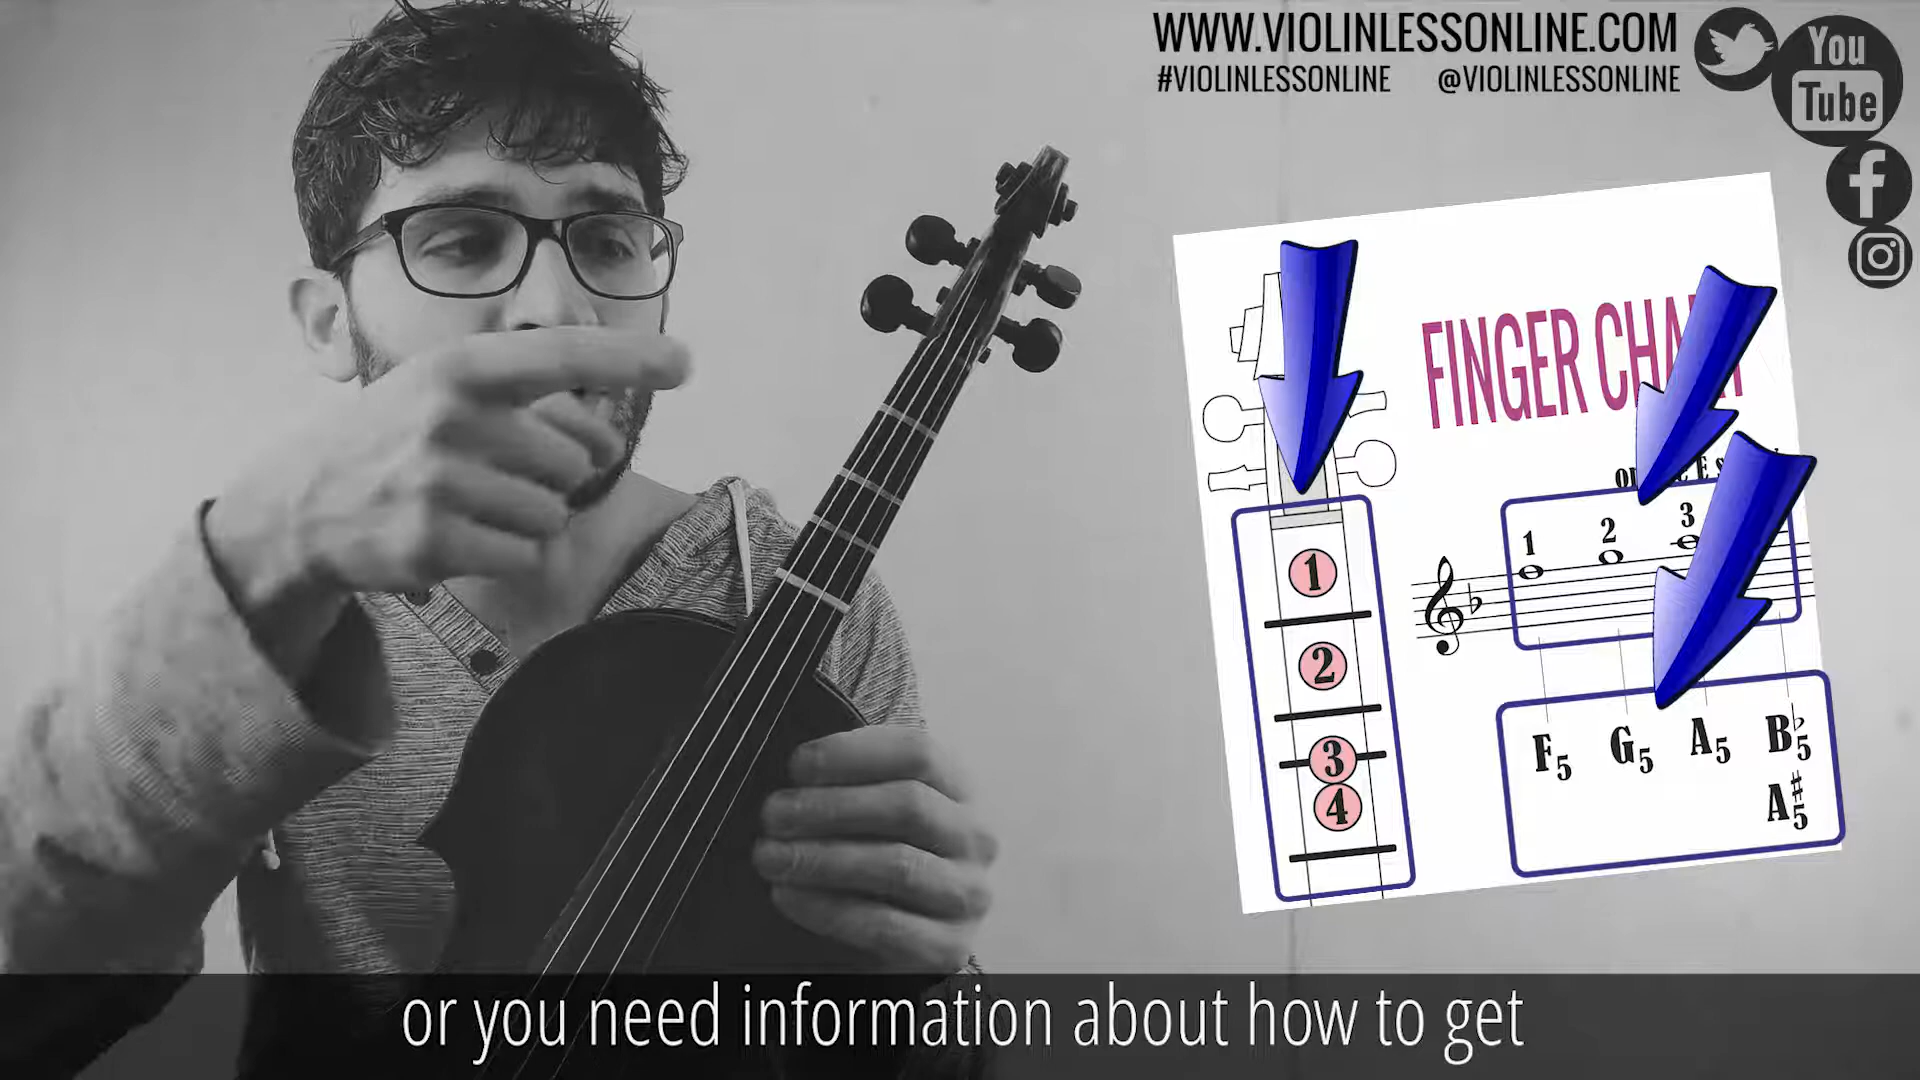 WWW.VIOLINLESSONLINE.COM
#VIOLINLESSONLINE @VIOLINLESSONLINE
You
Tube
FINGER
1 2 3
1
2
3
4
F5 G5 A5 B♭5
A♯5
or you need information about how to get